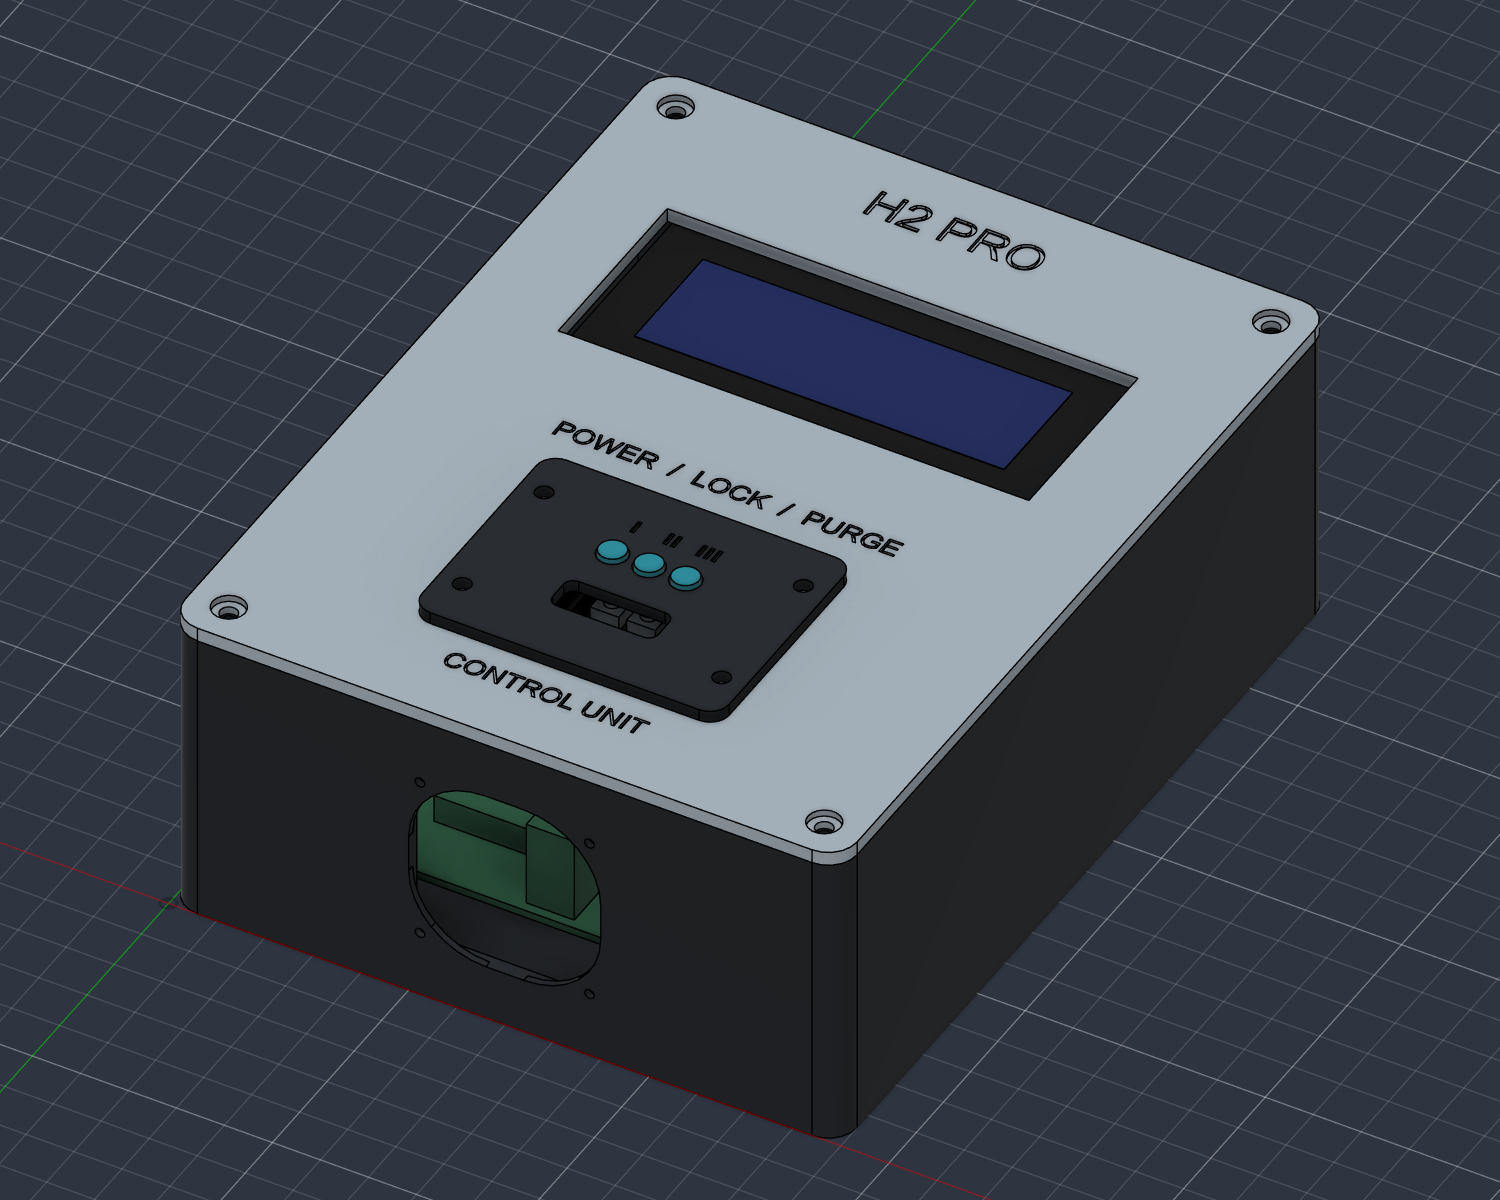 H2 PRO
POWER / LOCK / PURGE
I II III
CONTROL UNIT